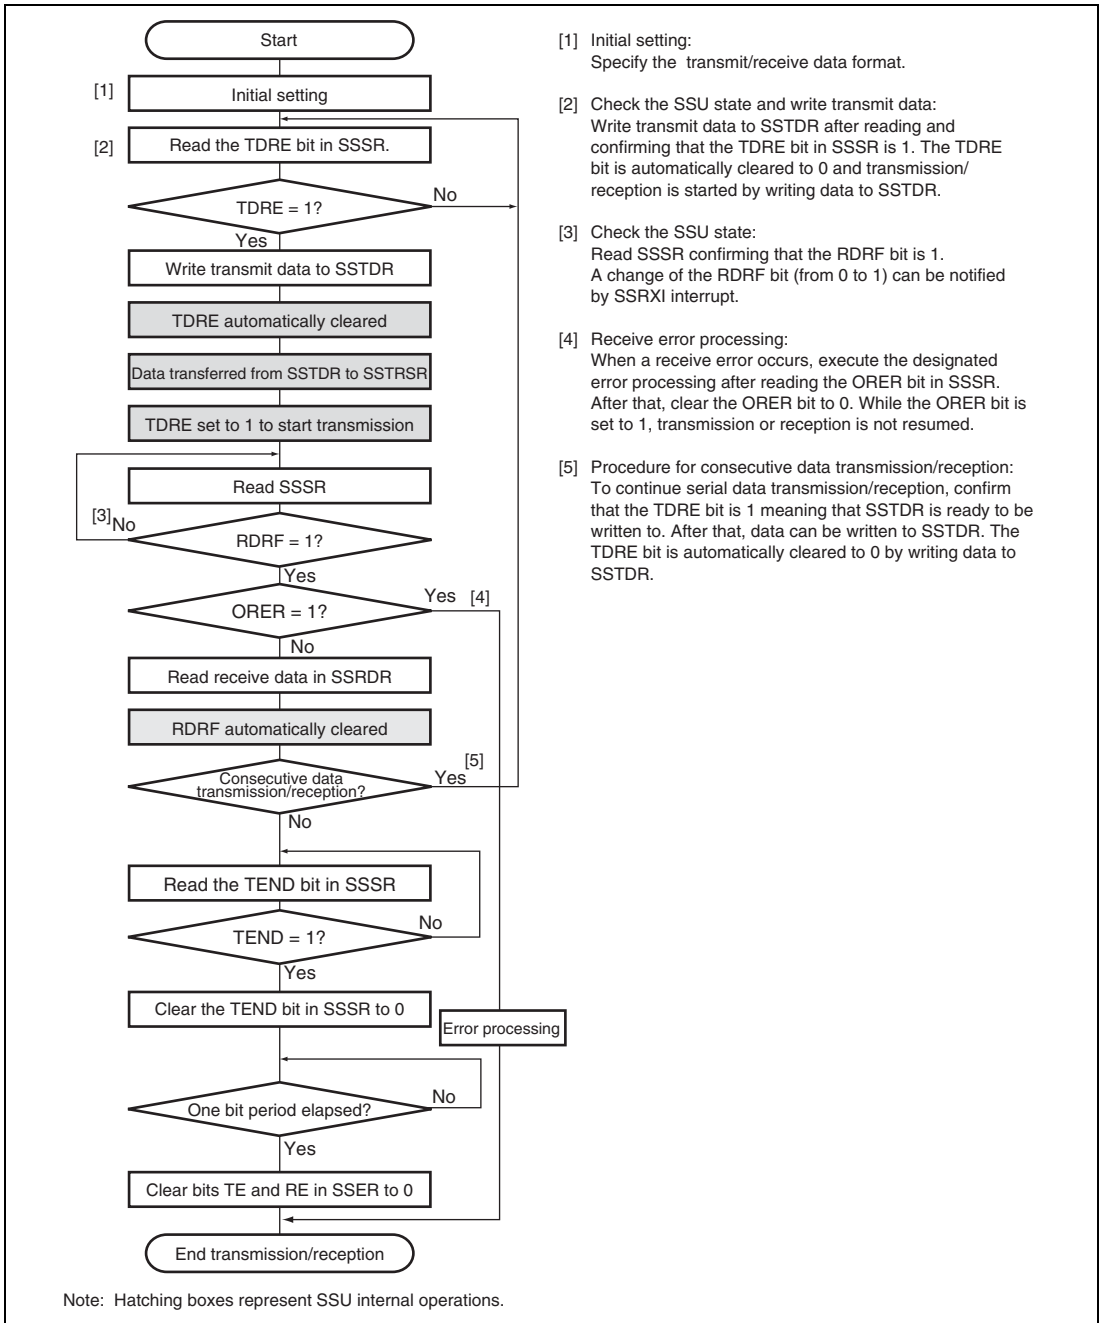 Start
[1]
Initial setting
[2]
Read the TDRE bit in SSSR.
TDRE = 1?
No
Yes
Write transmit data to SSTDR
TDRE automatically cleared
Data transferred from SSTDR to SSTRSR
TDRE set to 1 to start transmission
Read SSSR
[3]
No
RDRF = 1?
Yes
ORER = 1?
Yes
[4]
No
Read receive data in SSRDR
RDRF automatically cleared
Consecutive data
transmission/reception?
[5]
Yes
No
Read the TEND bit in SSSR
TEND = 1?
No
Yes
Clear the TEND bit in SSSR to 0
Error processing
One bit period elapsed?
No
Yes
Clear bits TE and RE in SSER to 0
End transmission/reception
[1] Initial setting:
Specify the transmit/receive data format.
[2] Check the SSU state and write transmit data:
Write transmit data to SSTDR after reading and
confirming that the TDRE bit in SSSR is 1. The TDRE
bit is automatically cleared to 0 and transmission/
reception is started by writing data to SSTDR.
[3] Check the SSU state:
Read SSSR confirming that the RDRF bit is 1.
A change of the RDRF bit (from 0 to 1) can be notified
by SSRXI interrupt.
[4] Receive error processing:
When a receive error occurs, execute the designated
error processing after reading the ORER bit in SSSR.
After that, clear the ORER bit to 0. While the ORER bit is
set to 1, transmission or reception is not resumed.
[5] Procedure for consecutive data transmission/reception:
To continue serial data transmission/reception, confirm
that the TDRE bit is 1 meaning that SSTDR is ready to be
written to. After that, data can be written to SSTDR. The
TDRE bit is automatically cleared to 0 by writing data to
SSTDR.
Note: Hatching boxes represent SSU internal operations.